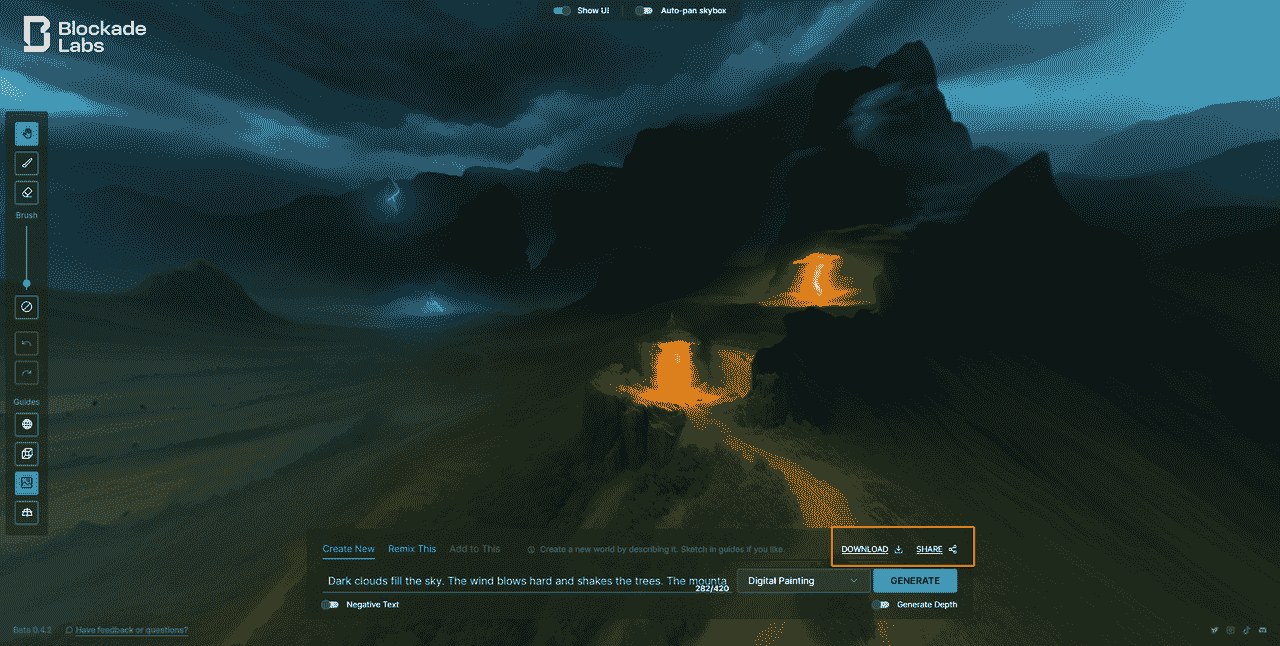 Show UI
Auto-pan skybox
Blockade
Labs
Brush
Guides
Create New
Remix This
Add to This
Create a new world by describing it. Sketch in guides if you like.
DOWNLOAD
SHARE
Dark clouds fill the sky. The wind blows hard and shakes the trees. The mounta
282/420
Digital Painting
GENERATE
Negative Text
Generate Depth
Beta 0.4.2
Have feedback or questions?